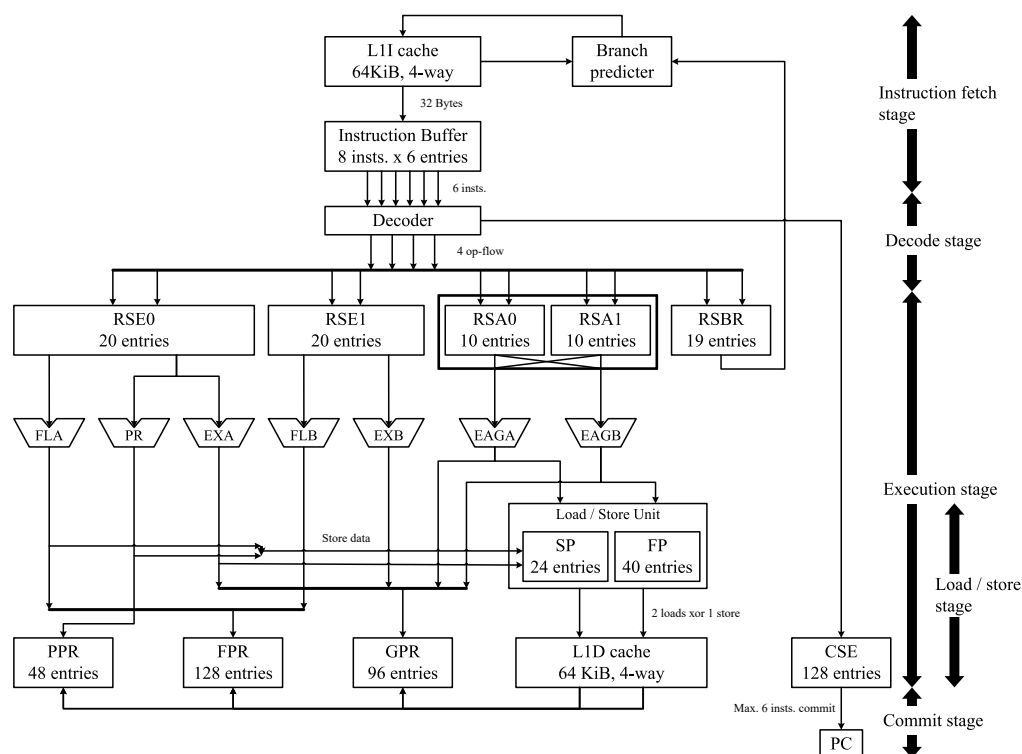 L1I cache
64KiB, 4-way
Branch
predicter
Instruction fetch
stage
32 Bytes
Instruction Buffer
8 insts. x 6 entries
6 insts.
Decoder
Decode stage
4 op-flow
RSE0
20 entries
RSE1
20 entries
RSA0
10 entries
RSA1
10 entries
RSBR
19 entries
FLA
PR
EXA
FLB
EXB
EAGA
EAGB
Execution stage
Load / Store Unit
Store data
SP
24 entries
FP
40 entries
Load / store
stage
2 loads xor 1 store
PPR
48 entries
FPR
128 entries
GPR
96 entries
L1D cache
64 KiB, 4-way
CSE
128 entries
Max. 6 insts. commit
Commit stage
PC